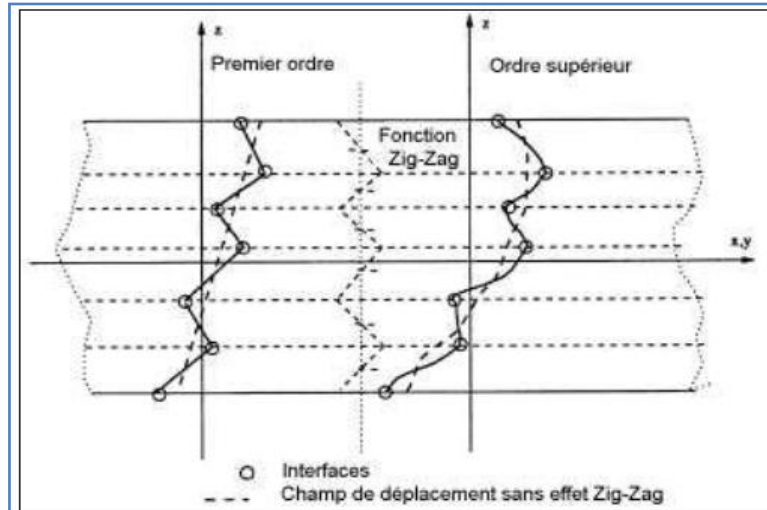 z
z
Premier ordre
Ordre supérieur
Fonction
Zig-Zag
x,y
Interfaces
Champ de déplacement sans effet Zig-Zag